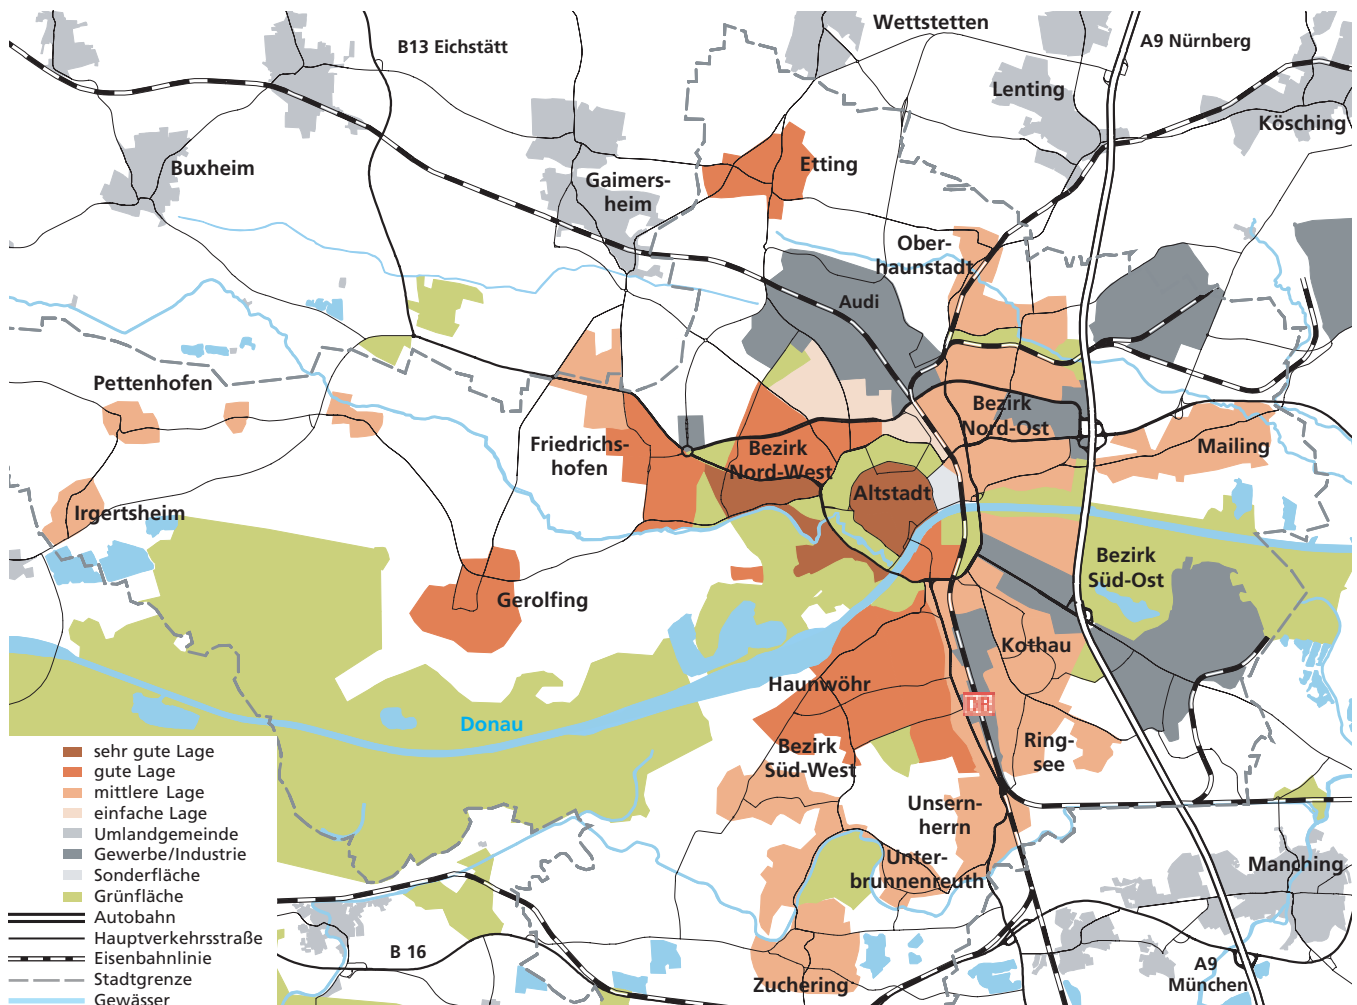 Wettstetten
B13 Eichstätt
A9 Nürnberg
Lenting
Kösching
Buxheim
Etting
Gaimers-
heim
Ober-
haunstadt
Audi
Pettenhofen
Bezirk
Nord-Ost
Friedrichs-
hofen
Bezirk
Nord-West
Mailing
Altstadt
Irgertsheim
Bezirk
Süd-Ost
Gerolfing
Kothau
Haunwöhr
DB
Donau
Bezirk
Süd-West
Ring-
see
Unsern-
herrn
Unter-
brunnenreuth
Manching
B 16
A9
München
Zuchering
sehr gute Lage
gute Lage
mittlere Lage
einfache Lage
Umlandgemeinde
Gewerbe/Industrie
Sonderfläche
Grünfläche
Autobahn
Hauptverkehrsstraße
Eisenbahnlinie
Stadtgrenze
Gewässer